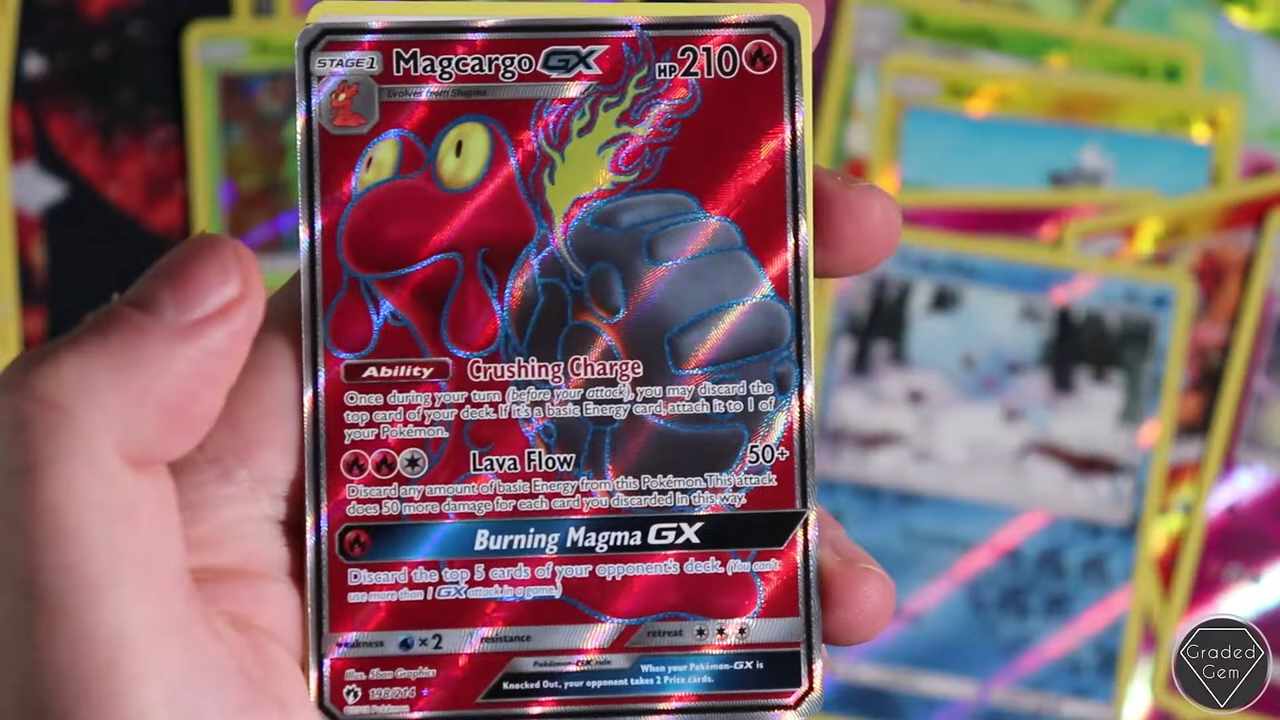 STAGE1 Magcargo GX HP210
Evolves from Slugma
Ability Crushing Charge
Once during your turn (before your attack), you may discard the
top card of your deck. If it's a basic Energy card, attach it to 1 of
your Pokémon.
Lava Flow 50+
Discard any amount of basic Energy from this Pokémon. This attack
does 50 more damage for each card you discarded in this way.
Burning Magma GX
Discard the top 5 cards of your opponent's deck. (You can't
use more than 1 GX attack in a game.)
weakness ×2 resistance retreat
Illus. 5ban Graphics
Pokémon-GX rule When your Pokémon-GX is
Knocked Out, your opponent takes 2 Prize cards.
198/214
Graded
Gem